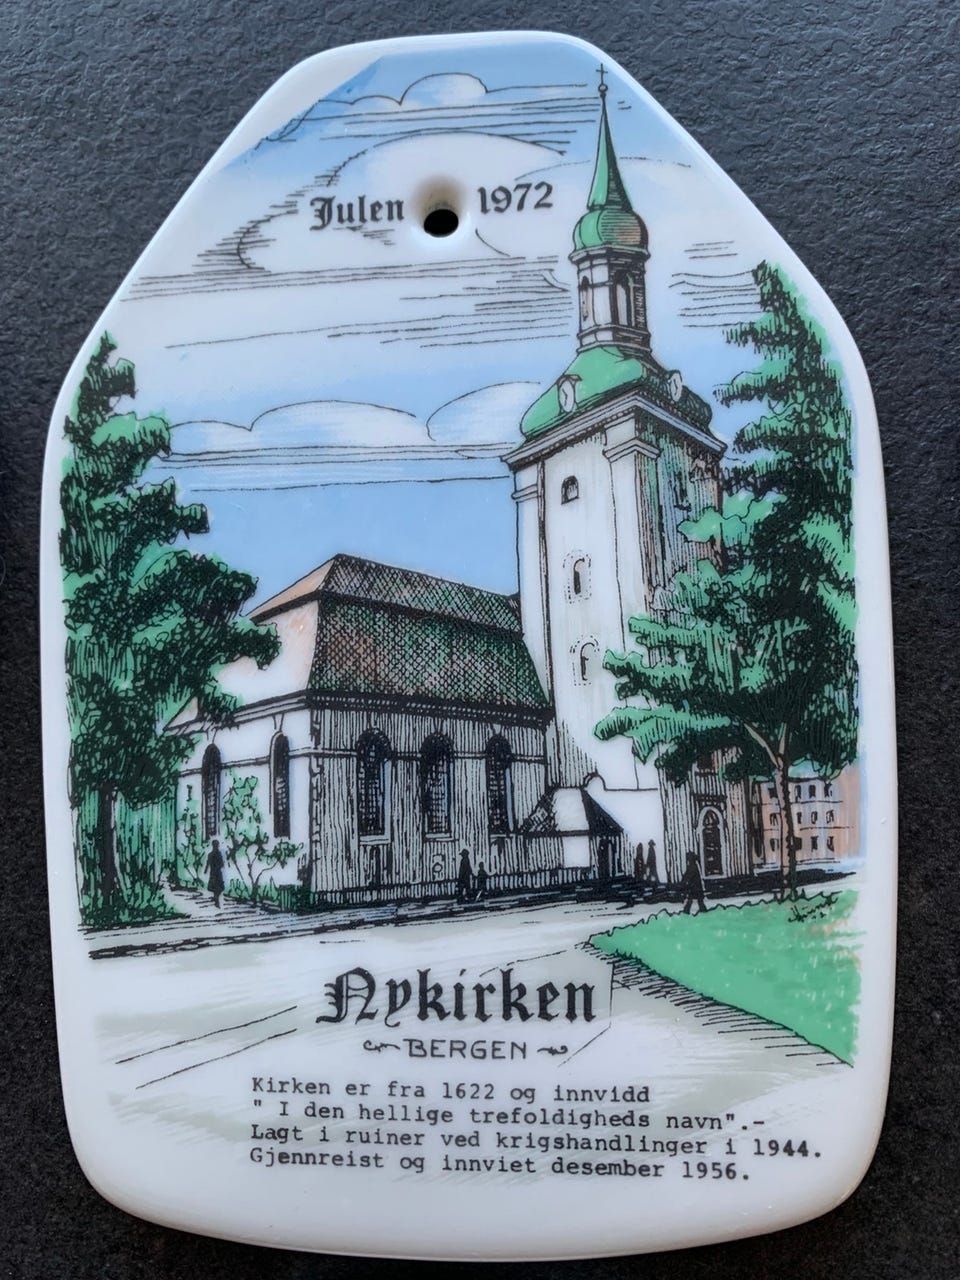 Julen 1972
Nykirken
BERGEN
Kirken er fra 1622 og innvidd
" I den hellige trefoldigheds navn".-
Lagt i ruiner ved krigshandlinger i 1944.
Gjennreist og innviet desember 1956.